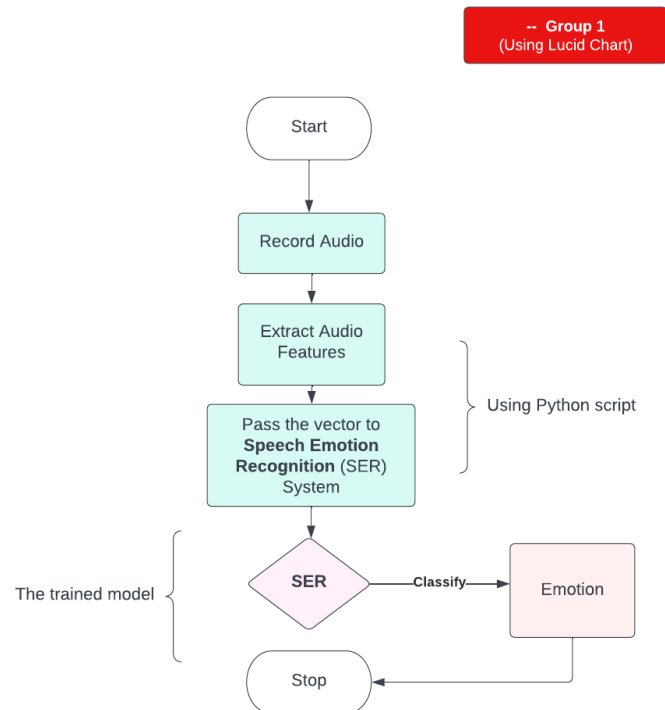 -- Group 1
(Using Lucid Chart)
Start
Record Audio
Extract Audio
Features
Using Python script
Pass the vector to
Speech Emotion
Recognition (SER)
System
The trained model
SER
Classify
Emotion
Stop